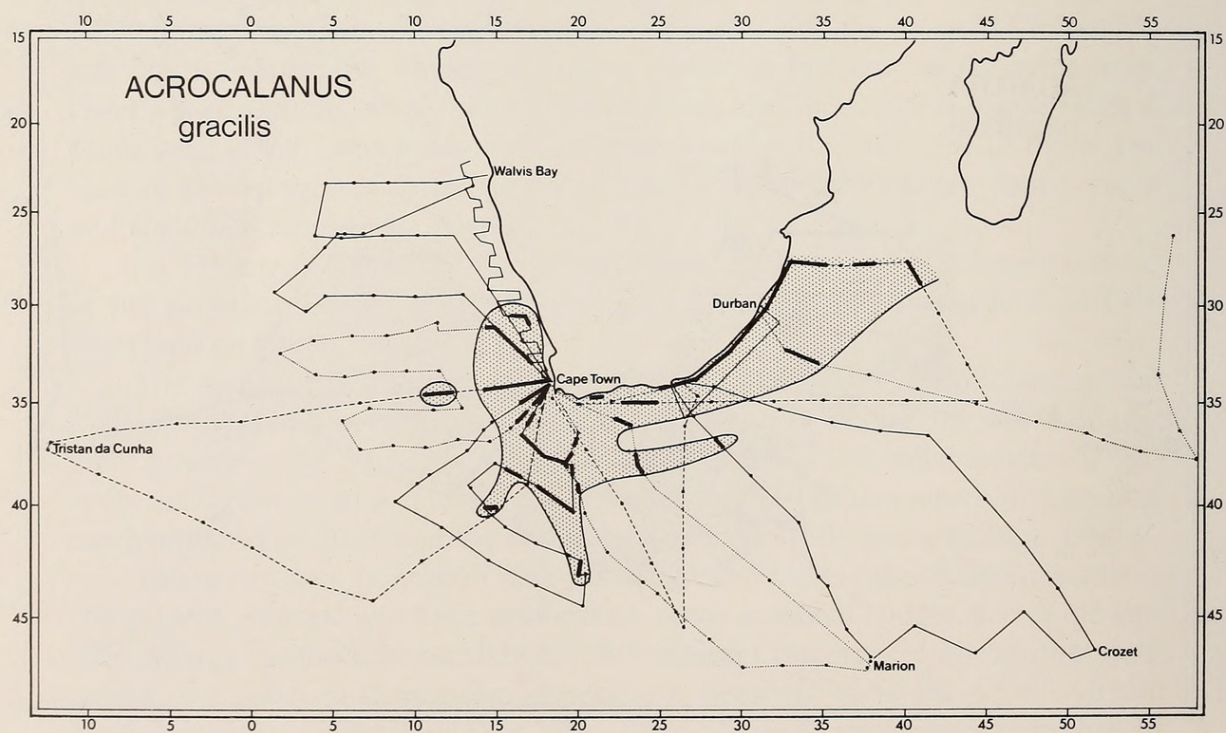 10 5 0 5 10 15 20 25 30 35 40 45 50 55
15 15
ACROCALANUS
gracilis
20 20
Walvis Bay
25 25
Durban
30 30
Cape Town
35 35
Tristan da Cunha
40 40
45 45
Crozet
Marion
10 5 0 5 10 15 20 25 30 35 40 45 50 55